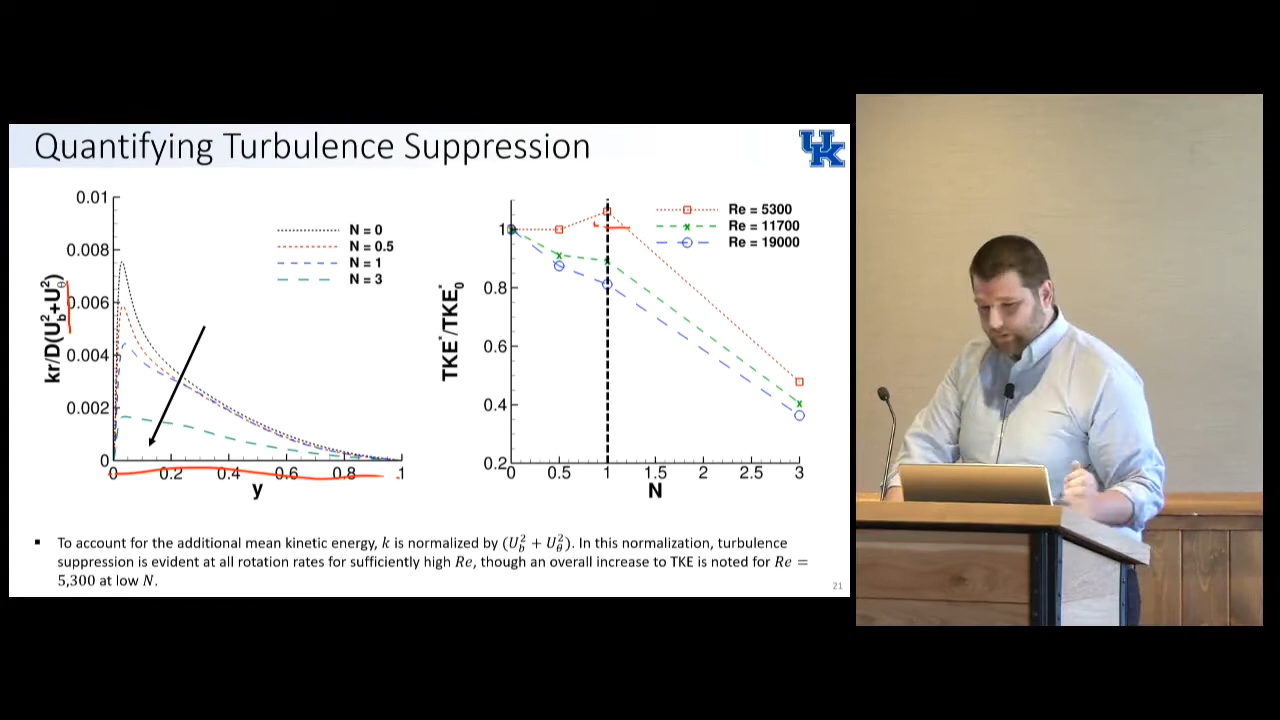 Quantifying Turbulence Suppression
UK
0.01
0.008
0.006
0.004
0.002
0
0 0.2 0.4 0.6 0.8 1
y
kr/D(U_b^2+U_θ^2)
N = 0
N = 0.5
N = 1
N = 3
1
0.8
0.6
0.4
0.2
0 0.5 1 1.5 2 2.5 3
N
TKE^*/TKE_0^*
Re = 5300
Re = 11700
Re = 19000
▪ To account for the additional mean kinetic energy, k is normalized by (U_b^2 + U_θ^2). In this normalization, turbulence
suppression is evident at all rotation rates for sufficiently high Re, though an overall increase to TKE is noted for Re =
5,300 at low N.
21